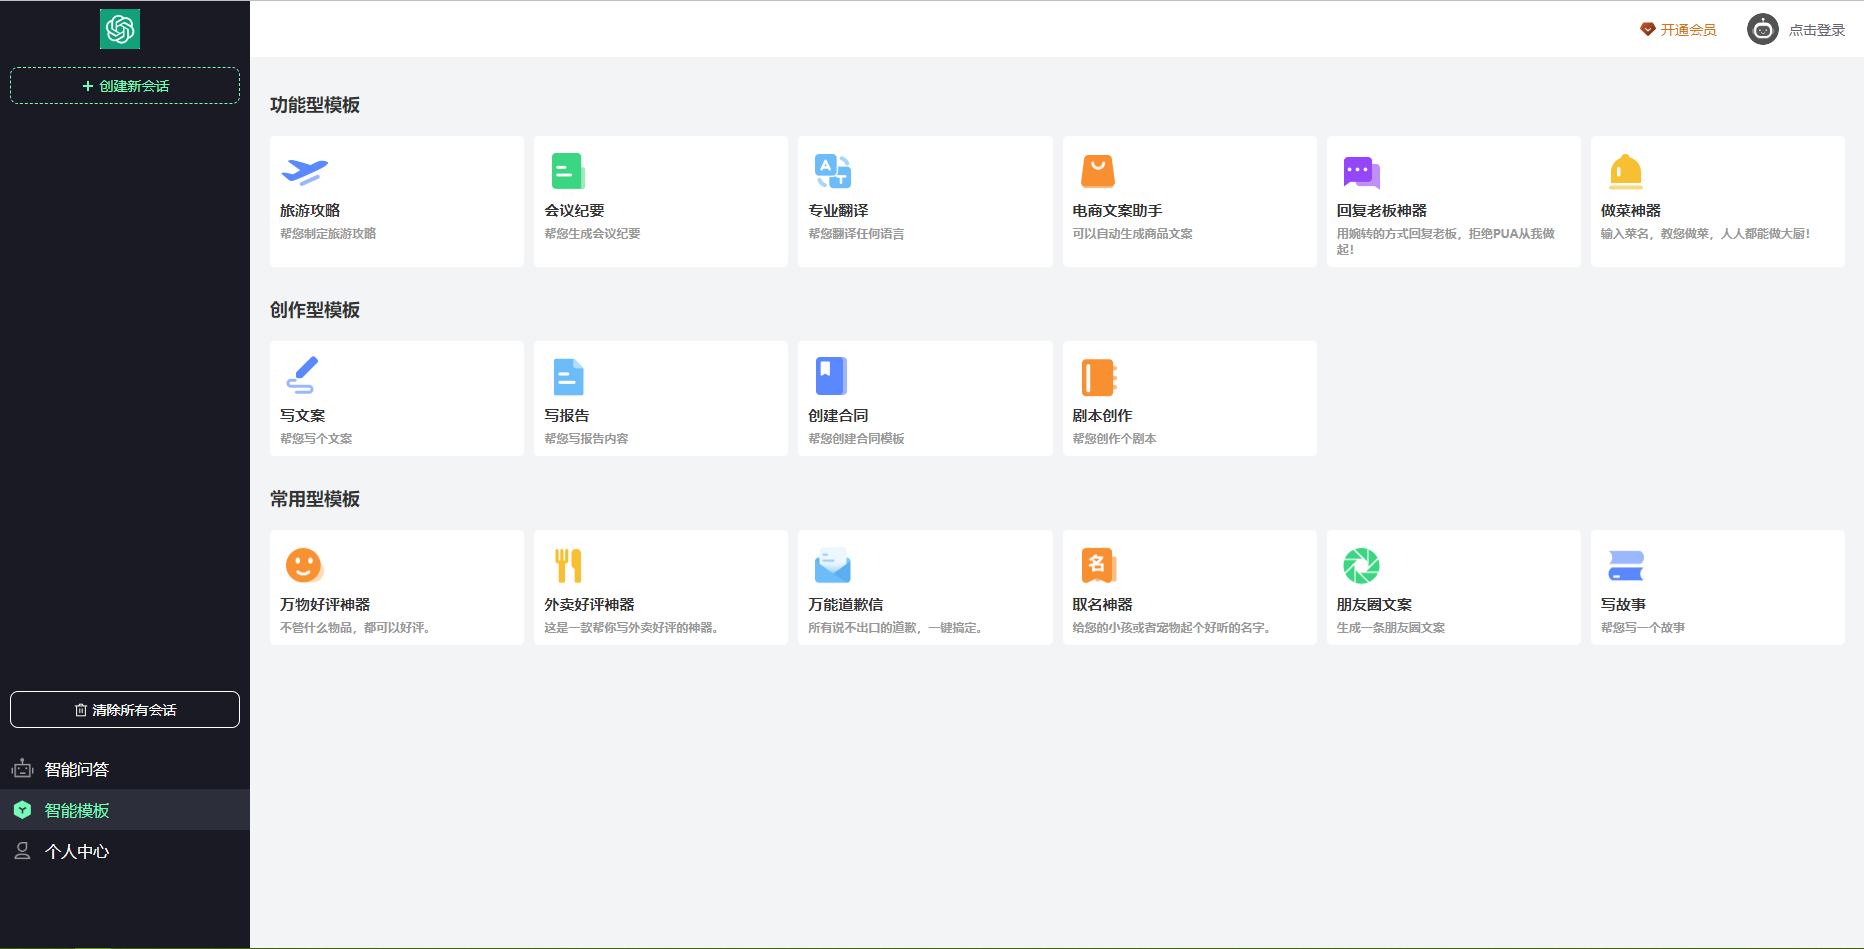 开通会员
点击登录
+ 创建新会话
功能型模板
旅游攻略
帮您制定旅游攻略
会议纪要
帮您生成会议纪要
A
T
专业翻译
帮您翻译任何语言
电商文案助手
可以自动生成商品文案
回复老板神器
用婉转的方式回复老板，拒绝PUA从我做
起！
做菜神器
输入菜名，教您做菜，人人都能做大厨！
创作型模板
写文案
帮您写个文案
写报告
帮您写报告内容
创建合同
帮您创建合同模板
剧本创作
帮您创作个剧本
常用型模板
万物好评神器
不管什么物品，都可以好评。
外卖好评神器
这是一款帮你写外卖好评的神器。
万能道歉信
所有说不出口的道歉，一键搞定。
名
取名神器
给您的小孩或者宠物起个好听的名字。
朋友圈文案
生成一条朋友圈文案
写故事
帮您写一个故事
清除所有会话
智能问答
智能模板
个人中心